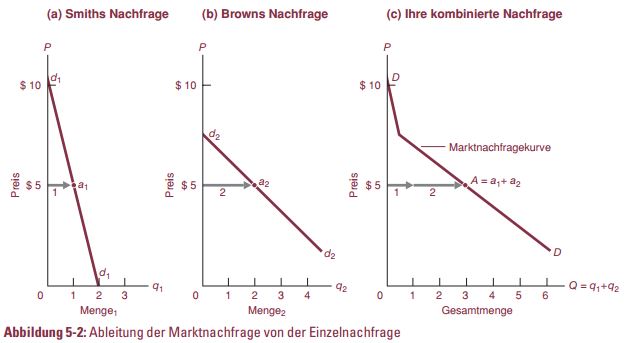 (a) Smiths Nachfrage
P
d1
$ 10
Preis
$ 5
1
a1
d1
0
1
2
3
q1
Menge1
(b) Browns Nachfrage
P
$ 10
d2
Preis
$ 5
2
a2
d2
0
1
2
3
4
q2
Menge2
(c) Ihre kombinierte Nachfrage
P
D
$ 10
Marktnachfragekurve
Preis
$ 5
1
2
A = a1+ a2
D
0
1
2
3
4
5
6
Q = q1+q2
Gesamtmenge
Abbildung 5-2: Ableitung der Marktnachfrage von der Einzelnachfrage